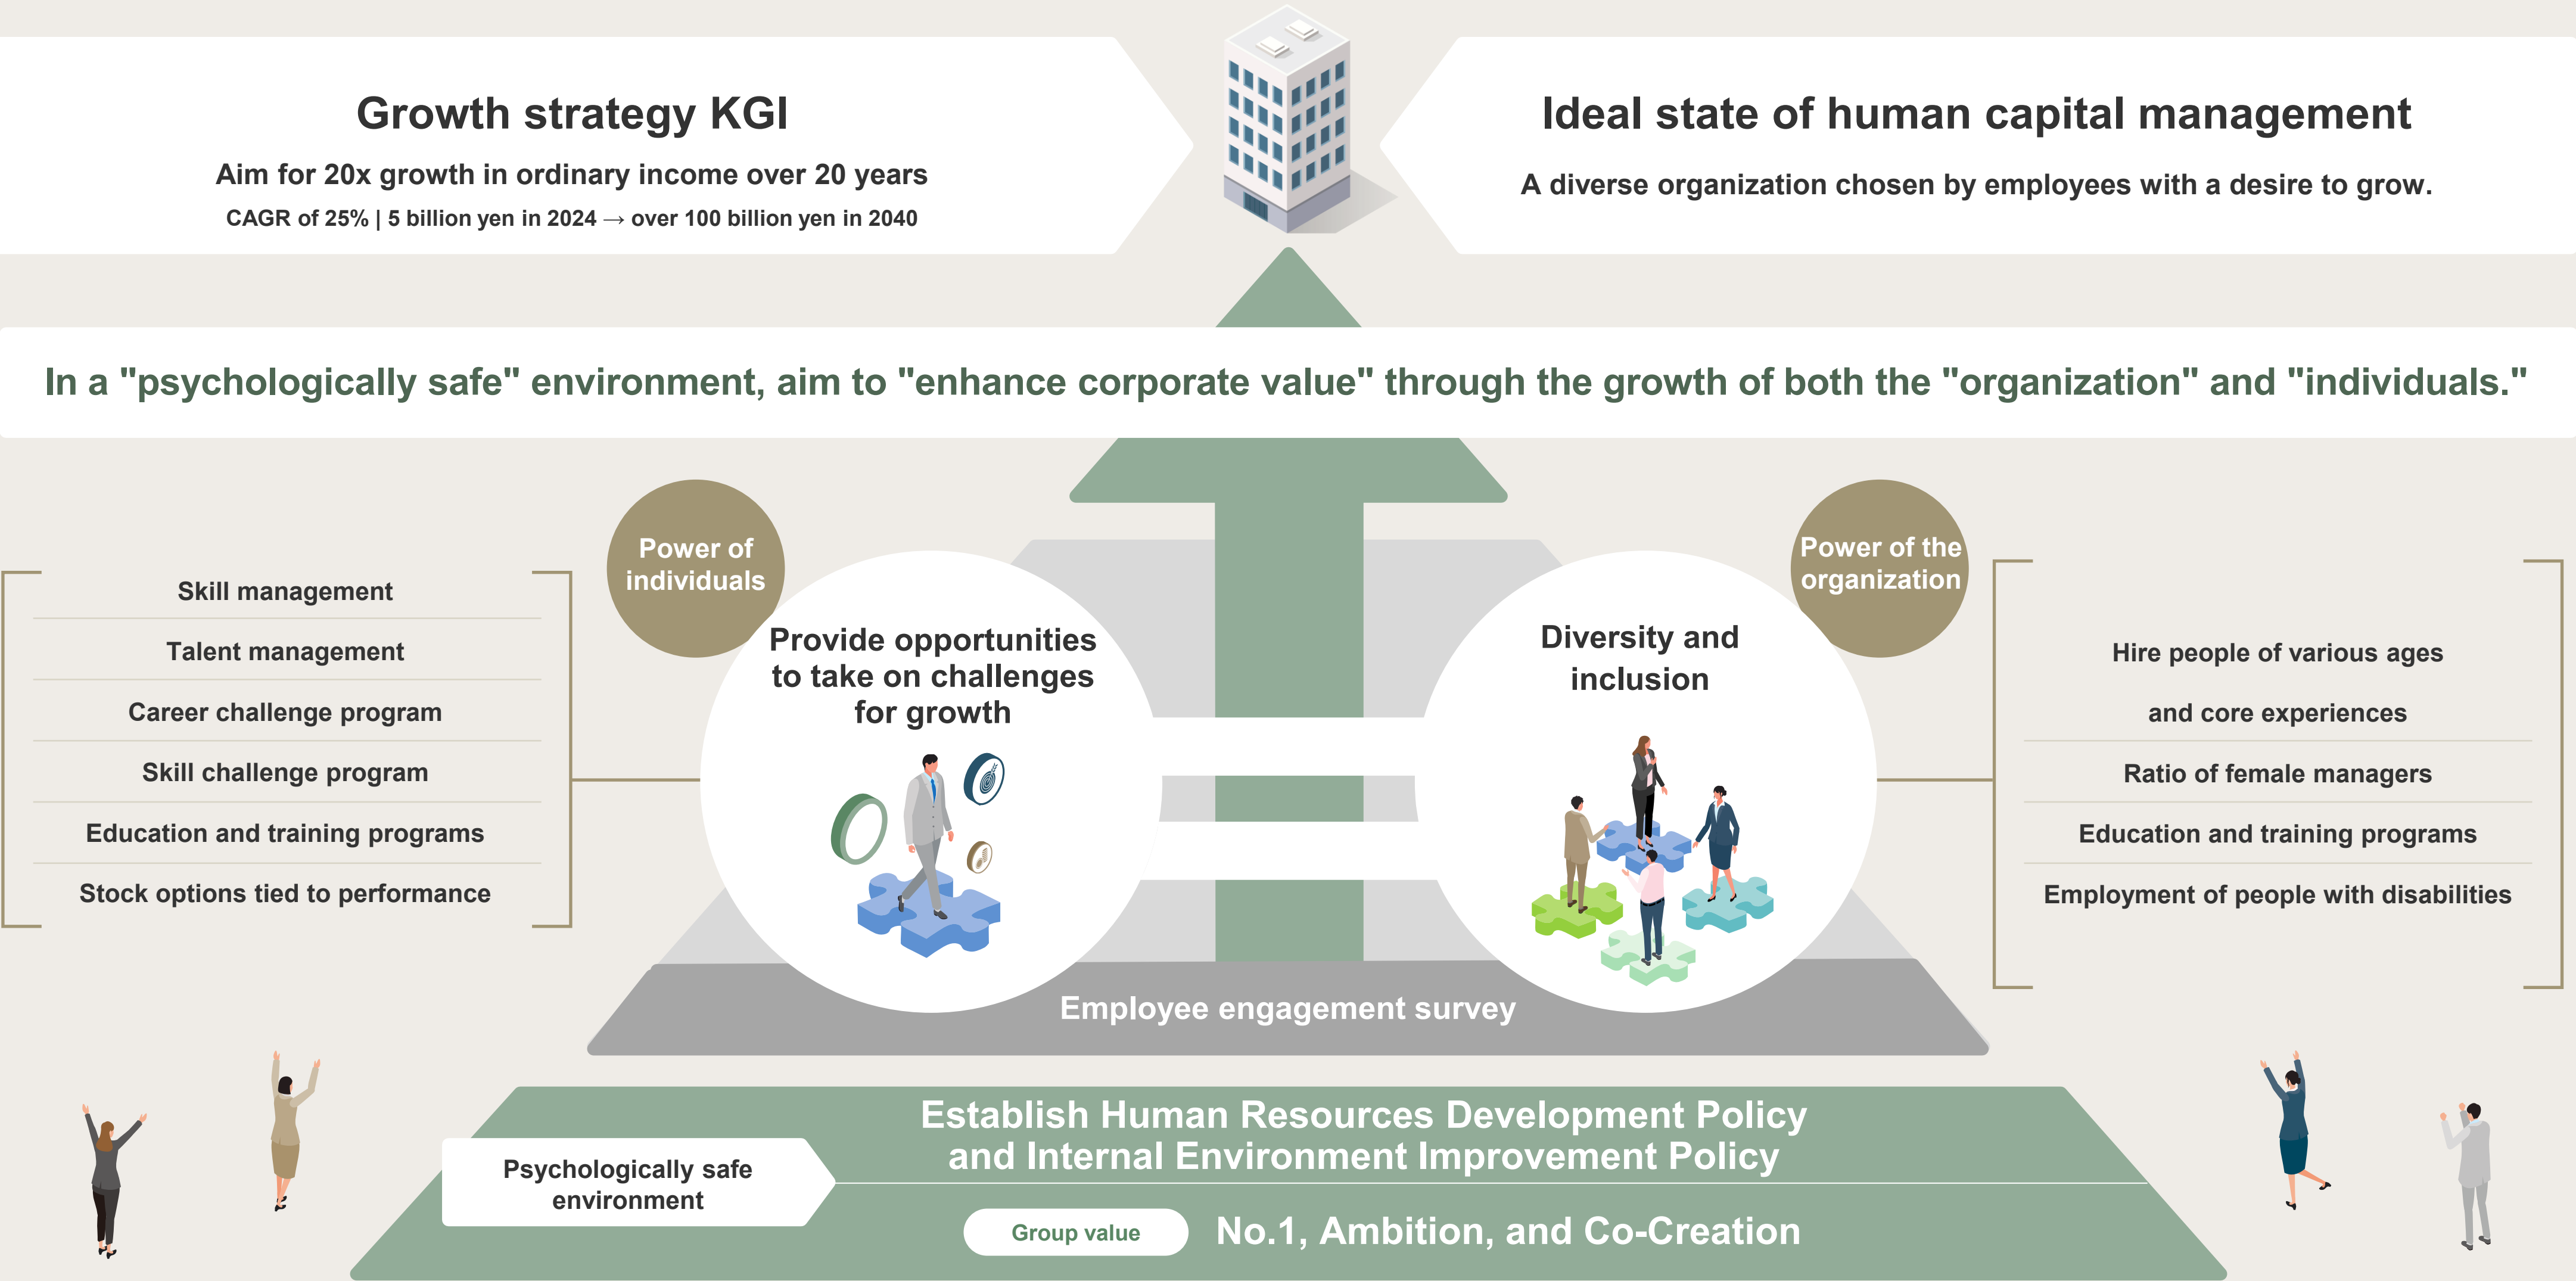 Growth strategy KGI
Aim for 20x growth in ordinary income over 20 years
CAGR of 25% | 5 billion yen in 2024 → over 100 billion yen in 2040
Ideal state of human capital management
A diverse organization chosen by employees with a desire to grow.
In a "psychologically safe" environment, aim to "enhance corporate value" through the growth of both the "organization" and "individuals."
Power of
individuals
Skill management
Talent management
Career challenge program
Skill challenge program
Education and training programs
Stock options tied to performance
Provide opportunities
to take on challenges
for growth
Diversity and
inclusion
Power of the
organization
Hire people of various ages
and core experiences
Ratio of female managers
Education and training programs
Employment of people with disabilities
Employee engagement survey
Psychologically safe
environment
Establish Human Resources Development Policy
and Internal Environment Improvement Policy
Group value
No.1, Ambition, and Co-Creation